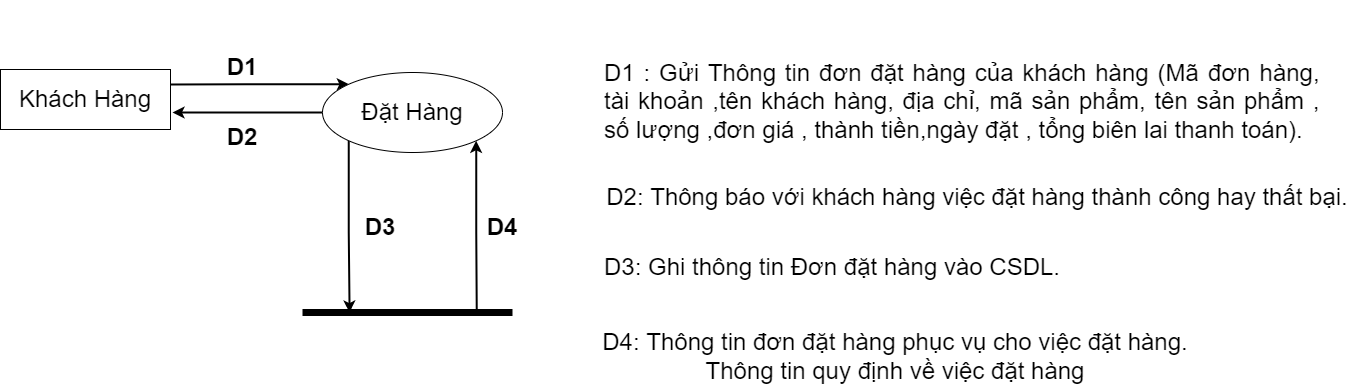 D1
Khách Hàng
Đặt Hàng
D2
D3
D4
D1 : Gửi Thông tin đơn đặt hàng của khách hàng (Mã đơn hàng,
tài khoản ,tên khách hàng, địa chỉ, mã sản phẩm, tên sản phẩm ,
số lượng ,đơn giá , thành tiền,ngày đặt , tổng biên lai thanh toán).
D2: Thông báo với khách hàng việc đặt hàng thành công hay thất bại.
D3: Ghi thông tin Đơn đặt hàng vào CSDL.
D4: Thông tin đơn đặt hàng phục vụ cho việc đặt hàng.
Thông tin quy định về việc đặt hàng